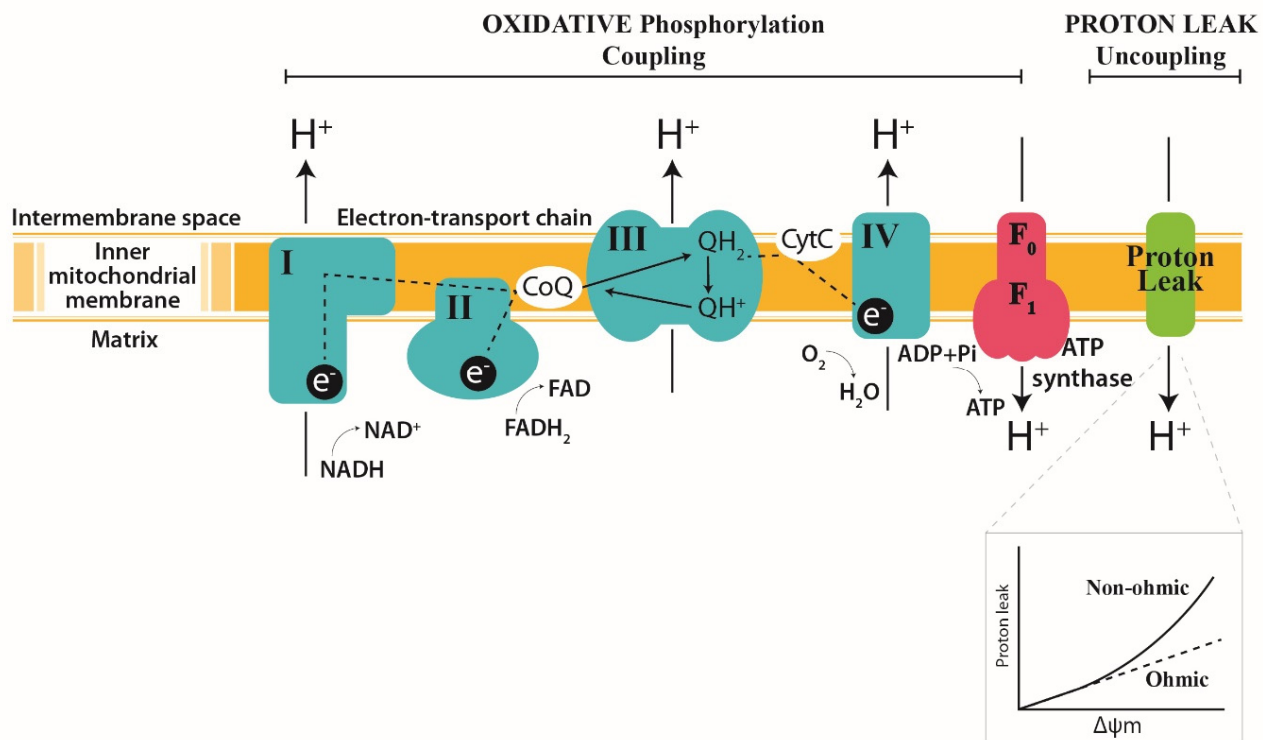 OXIDATIVE Phosphorylation
Coupling
PROTON LEAK
Uncoupling
H⁺
H⁺
H⁺
Intermembrane space
Electron-transport chain
Inner
mitochondrial
membrane
Matrix
I
II
CoQ
III
QH₂
QH⁺
CytC
IV
F₀
F₁
Proton
Leak
e⁻
e⁻
e⁻
NADH
NAD⁺
FADH₂
FAD
O₂
H₂O
ADP+Pi
ATP
ATP
synthase
H⁺
H⁺
Proton leak
Non-ohmic
Ohmic
Δψm